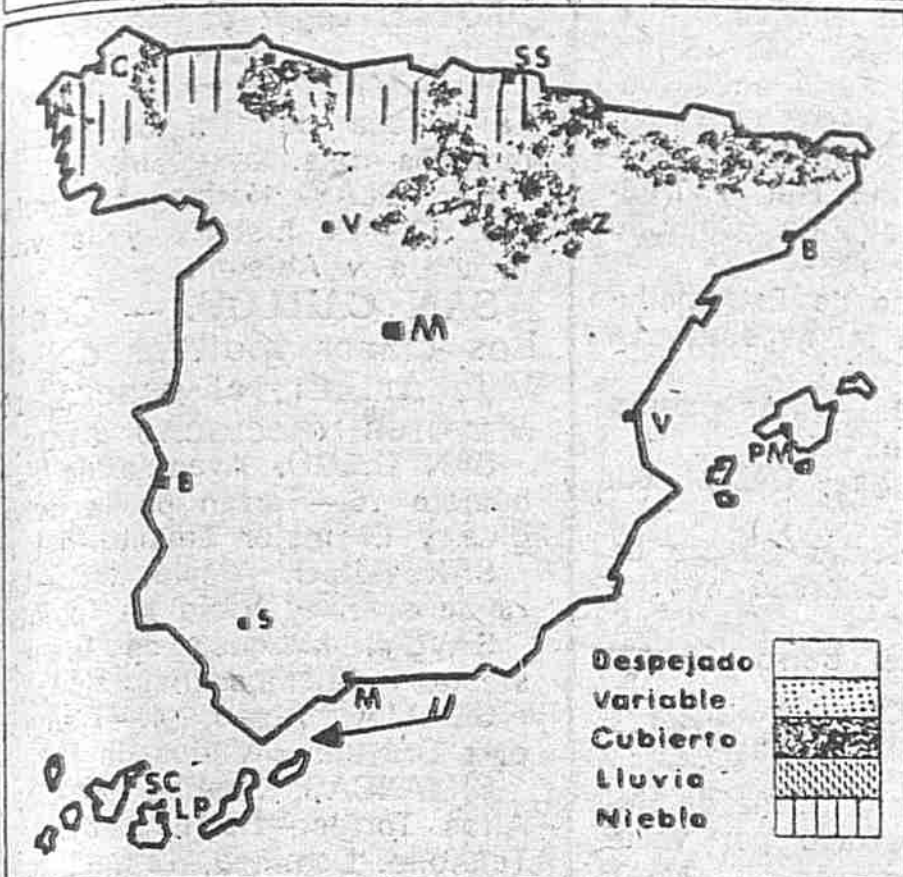 C
SS
V
Z
B
M
V
PM
B
S
M
SC
LP
Despejado
Variable
Cubierto
Lluvia
Niebla